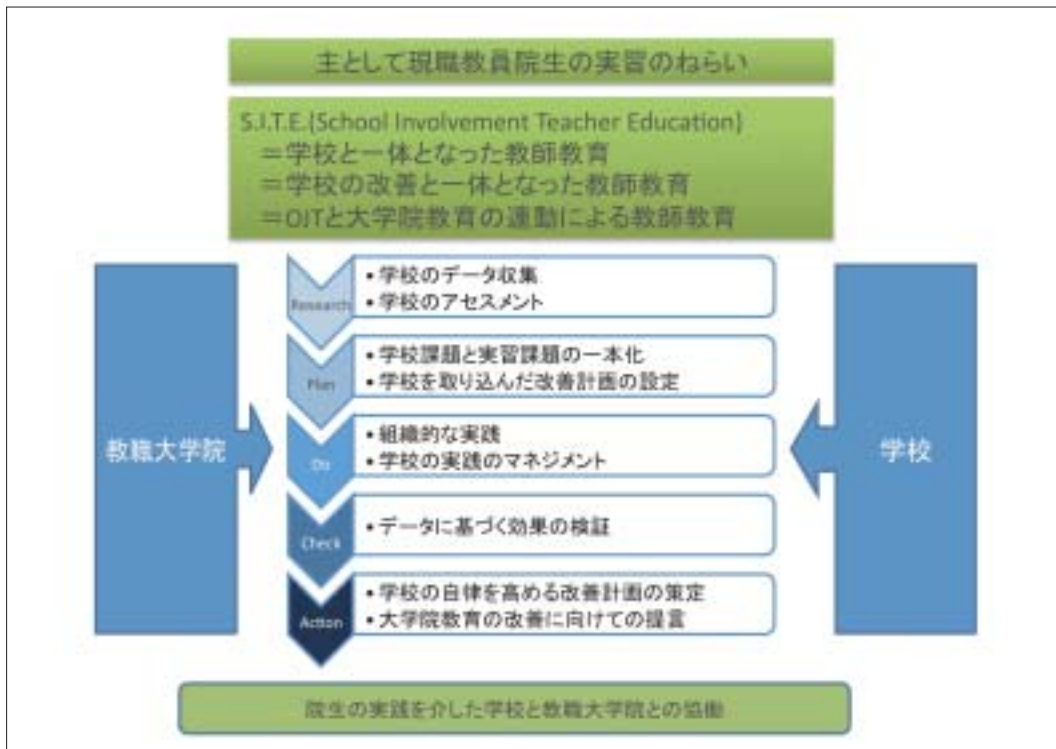 主として現職教員院生の実習のねらい
S.I.T.E.(School Involvement Teacher Education)
＝学校と一体となった教師教育
＝学校の改善と一体となった教師教育
＝OJTと大学院教育の連動による教師教育
教職大学院
学校
Research
• 学校のデータ収集
• 学校のアセスメント
Plan
• 学校課題と実習課題の一本化
• 学校を取り込んだ改善計画の設定
Do
• 組織的な実践
• 学校の実践のマネジメント
Check
• データに基づく効果の検証
Action
• 学校の自律を高める改善計画の策定
• 大学院教育の改善に向けての提言
院生の実践を介した学校と教職大学院との協働